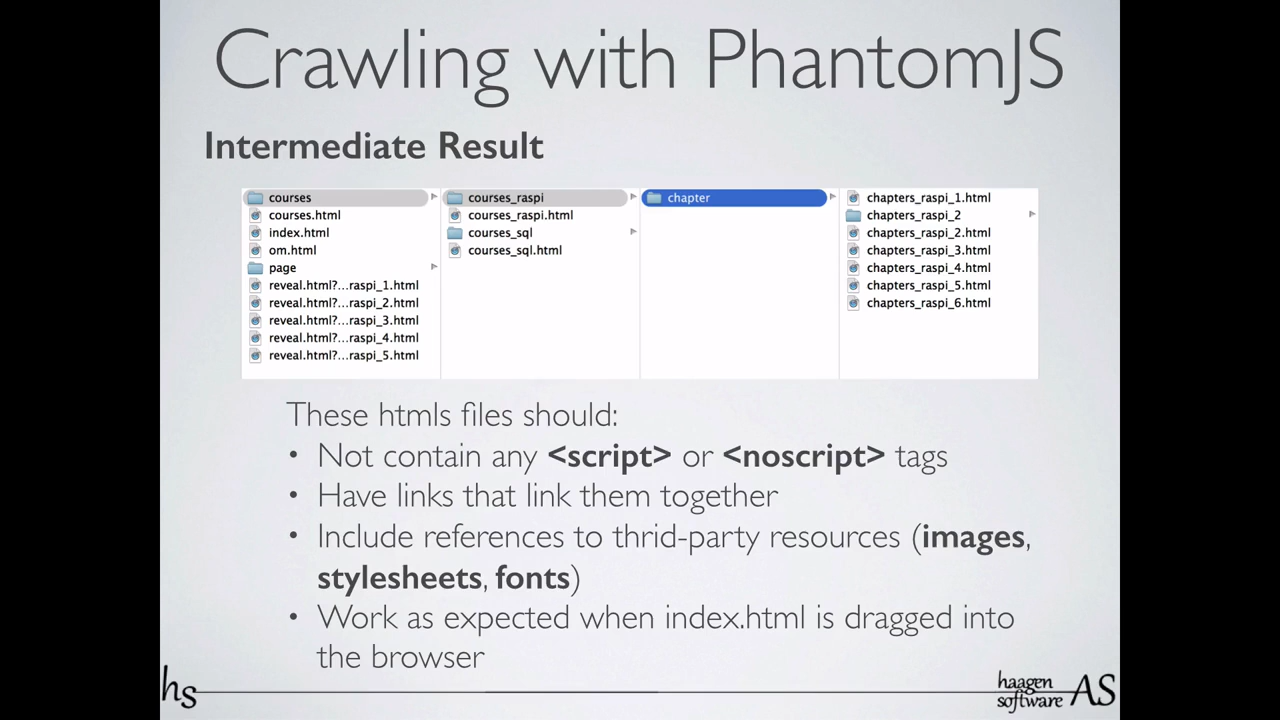 Crawling with PhantomJS
Intermediate Result
courses
courses.html
index.html
om.html
page
reveal.html?...raspi_1.html
reveal.html?...raspi_2.html
reveal.html?...raspi_3.html
reveal.html?...raspi_4.html
reveal.html?...raspi_5.html
courses_raspi
courses_raspi.html
courses_sql
courses_sql.html
chapter
chapters_raspi_1.html
chapters_raspi_2
chapters_raspi_2.html
chapters_raspi_3.html
chapters_raspi_4.html
chapters_raspi_5.html
chapters_raspi_6.html
These htmls files should:
• Not contain any <script> or <noscript> tags
• Have links that link them together
• Include references to thrid-party resources (images,
stylesheets, fonts)
• Work as expected when index.html is dragged into
the browser
hs
haagen
software AS